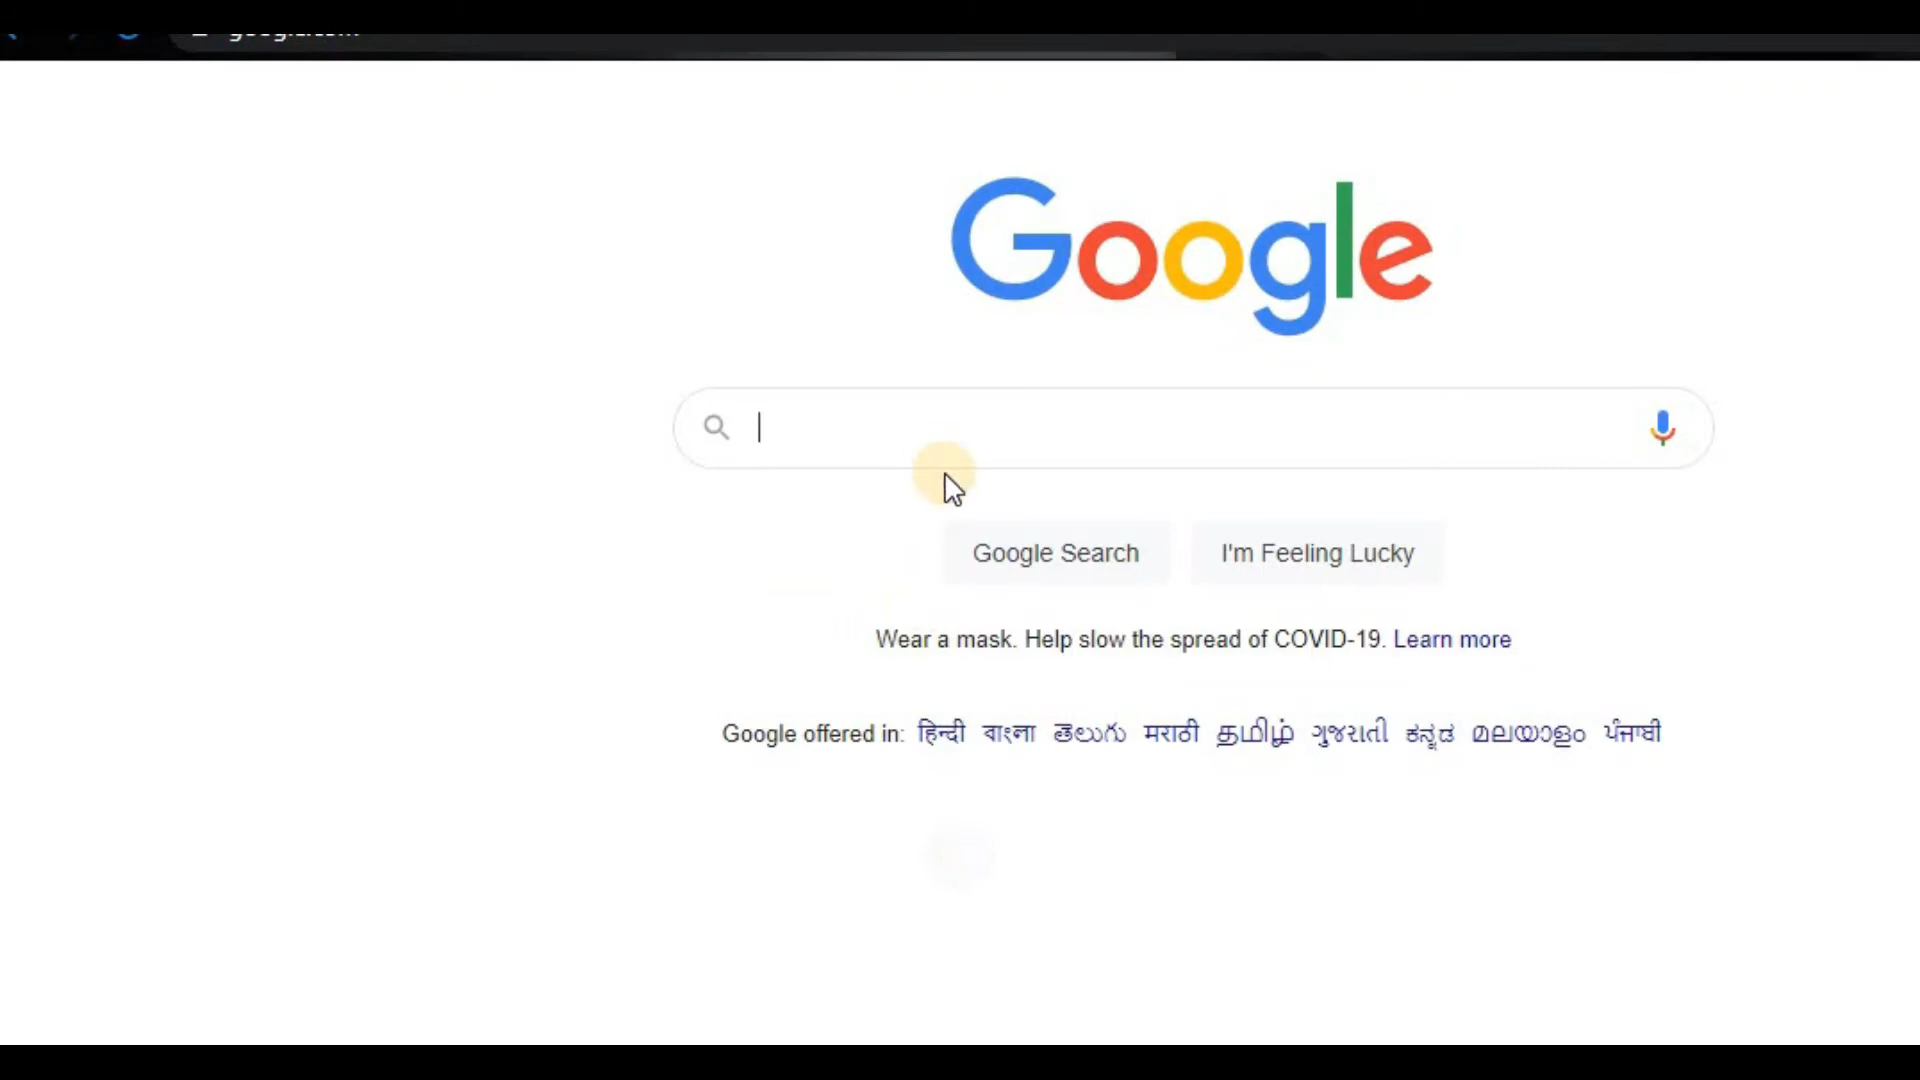 Google
Google Search
I'm Feeling Lucky
Wear a mask. Help slow the spread of COVID-19. Learn more
Google offered in: हिन्दी বাংলা తెలుగు मराठी தமிழ் ગુજરાતી ಕನ್ನಡ മലയാളം ਪੰਜਾਬੀ